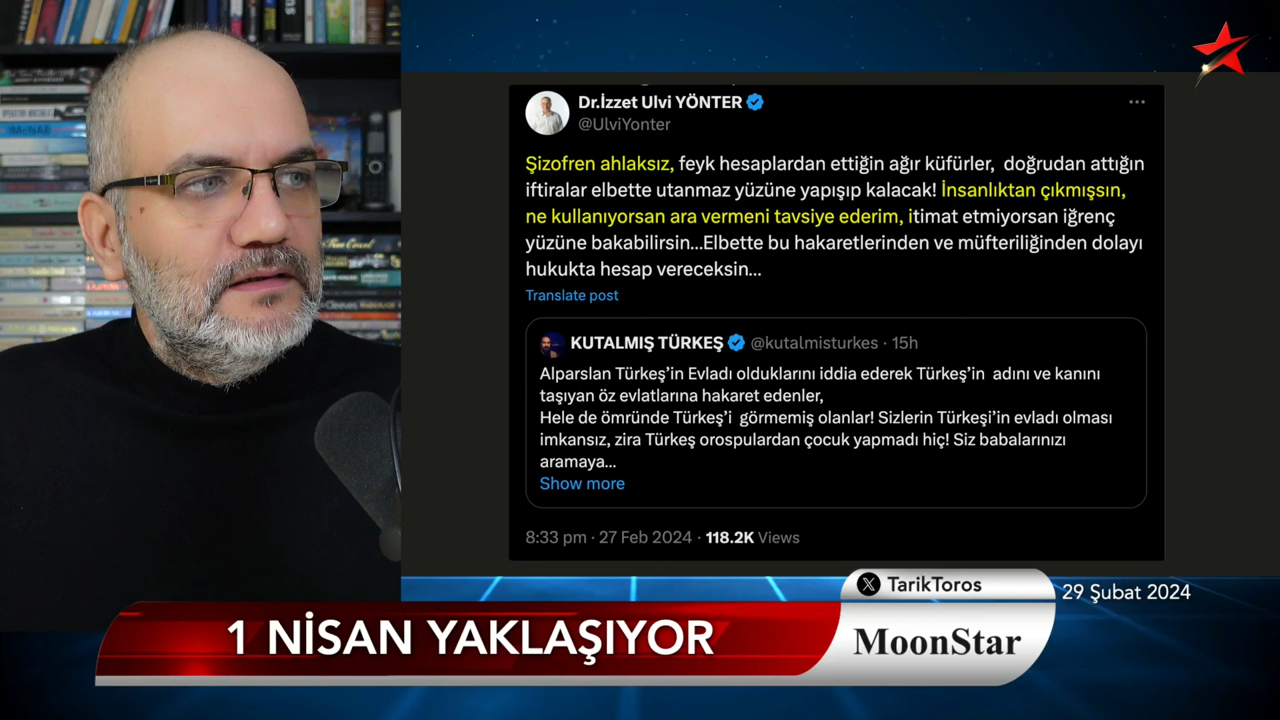 Dr.İzzet Ulvi YÖNTER
@UlviYonter
Şizofren ahlaksız, feyk hesaplardan ettiğin ağır küfürler, doğrudan attığın
iftiralar elbette utanmaz yüzüne yapışıp kalacak! İnsanlıktan çıkmışsın,
ne kullanıyorsan ara vermeni tavsiye ederim, itimat etmiyorsan iğrenç
yüzüne bakabilirsin...Elbette bu hakaretlerinden ve müfteriliğinden dolayı
hukukta hesap vereceksin...
Translate post
KUTALMIŞ TÜRKEŞ @kutalmisturkes · 15h
Alparslan Türkeş’in Evladı olduklarını iddia ederek Türkeş’in adını ve kanını
taşıyan öz evlatlarına hakaret edenler,
Hele de ömründe Türkeş’i görmemiş olanlar! Sizlerin Türkeşi’in evladı olması
imkansız, zira Türkeş orospulardan çocuk yapmadı hiç! Siz babalarınızı
aramaya...
Show more
8:33 pm · 27 Feb 2024 · 118.2K Views
TarikToros
29 Şubat 2024
1 NİSAN YAKLAŞIYOR
MoonStar